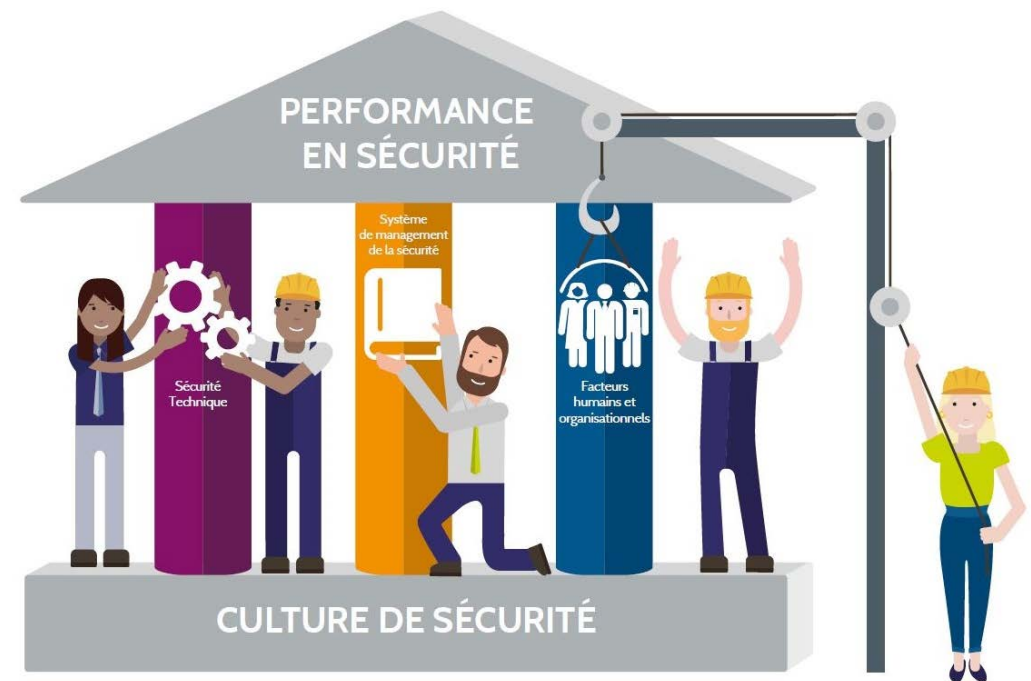 PERFORMANCE
EN SÉCURITÉ
Système
de management
de la sécurité
Sécurité
Technique
Facteurs
humains et
organisationnels
CULTURE DE SÉCURITÉ